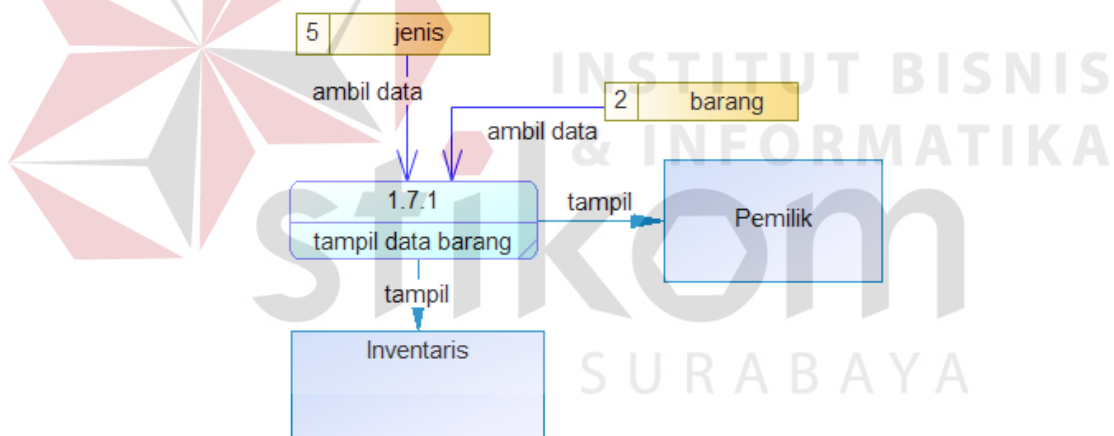 5 jenis
INSTITUT BISNIS
ambil data
2 barang
ambil data
& INFORMATIKA
1.7.1
tampil
Pemilik
tampil data barang
stikom
tampil
Inventaris
SURABAYA